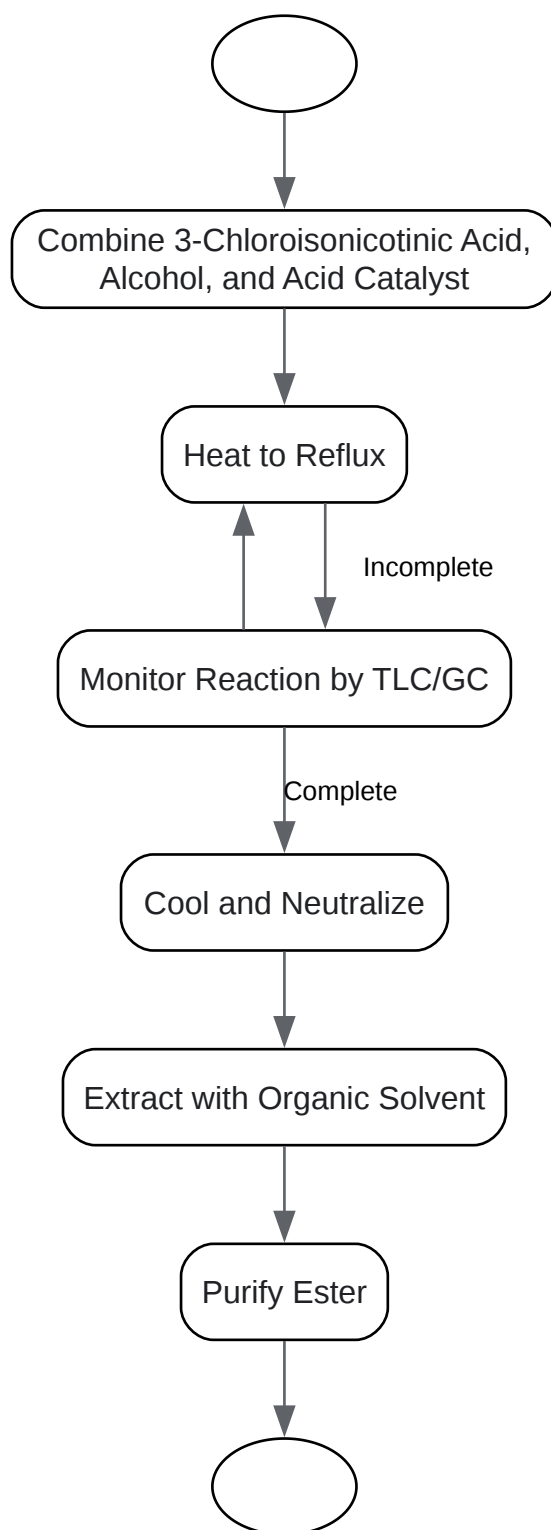 Combine 3-Chloroisonicotinic Acid,
Alcohol, and Acid Catalyst
Heat to Reflux
Incomplete
Monitor Reaction by TLC/GC
Complete
Cool and Neutralize
Extract with Organic Solvent
Purify Ester